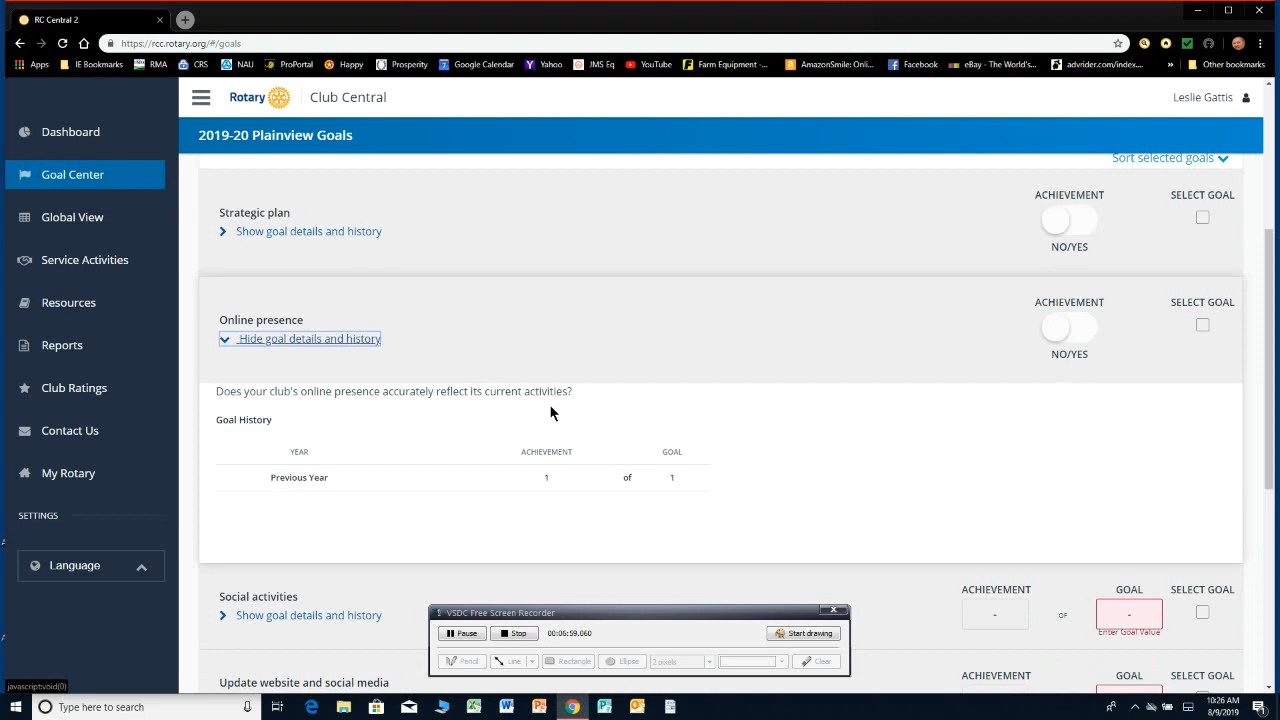 RC Central 2
https://rcc.rotary.org/#/goals
Apps
IE Bookmarks
RMA
CRS
NAU
ProPortal
Happy
Prosperity
Google Calendar
Yahoo
JMS Eq
YouTube
Farm Equipment -...
AmazonSmile: Onli...
Facebook
eBay - The World's...
advrider.com/index....
»
Other bookmarks
Rotary
Club Central
Leslie Gattis
Dashboard
Goal Center
Global View
Service Activities
Resources
Reports
Club Ratings
Contact Us
My Rotary
SETTINGS
Language
2019-20 Plainview Goals
Sort selected goals
ACHIEVEMENT SELECT GOAL
Strategic plan
Show goal details and history
NO/YES
ACHIEVEMENT SELECT GOAL
Online presence
Hide goal details and history
NO/YES
Does your club's online presence accurately reflect its current activities?
Goal History
YEAR ACHIEVEMENT GOAL
Previous Year 1 of 1
ACHIEVEMENT GOAL SELECT GOAL
Social activities
Show goal details and history
- OF -
Enter Goal Value
ACHIEVEMENT GOAL SELECT GOAL
Update website and social media
VSDC Free Screen Recorder
Pause Stop 00:06:59.060 Start drawing
Pencil Line Rectangle Ellipse 2 pixels Clear
javascript:void(0)
Type here to search
10:26 AM
8/9/2019